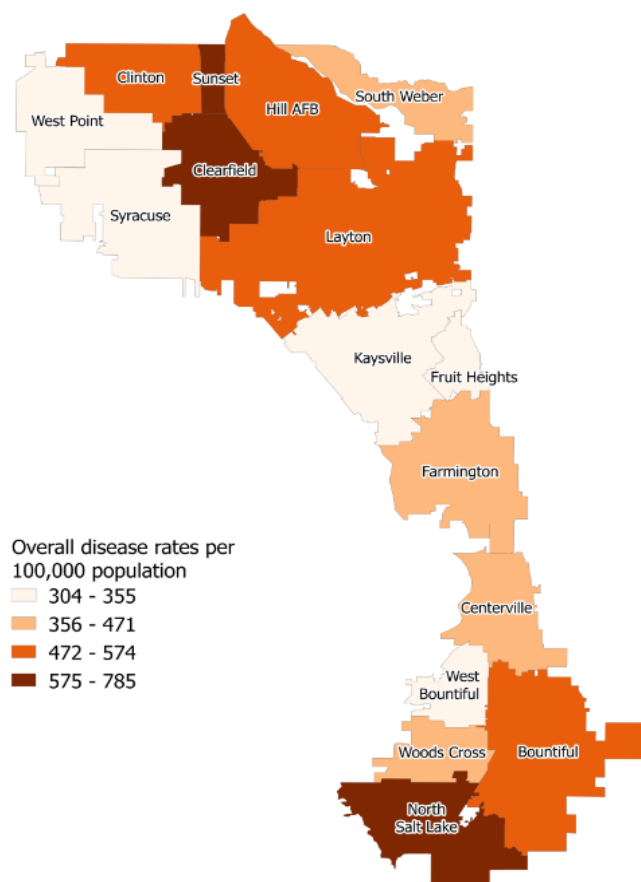 Clinton
Sunset
Hill AFB
South Weber
West Point
Clearfield
Syracuse
Layton
Kaysville
Fruit Heights
Farmington
Overall disease rates per
100,000 population
304 - 355
356 - 471
472 - 574
575 - 785
Centerville
West
Bountiful
Woods Cross
Bountiful
North
Salt Lake